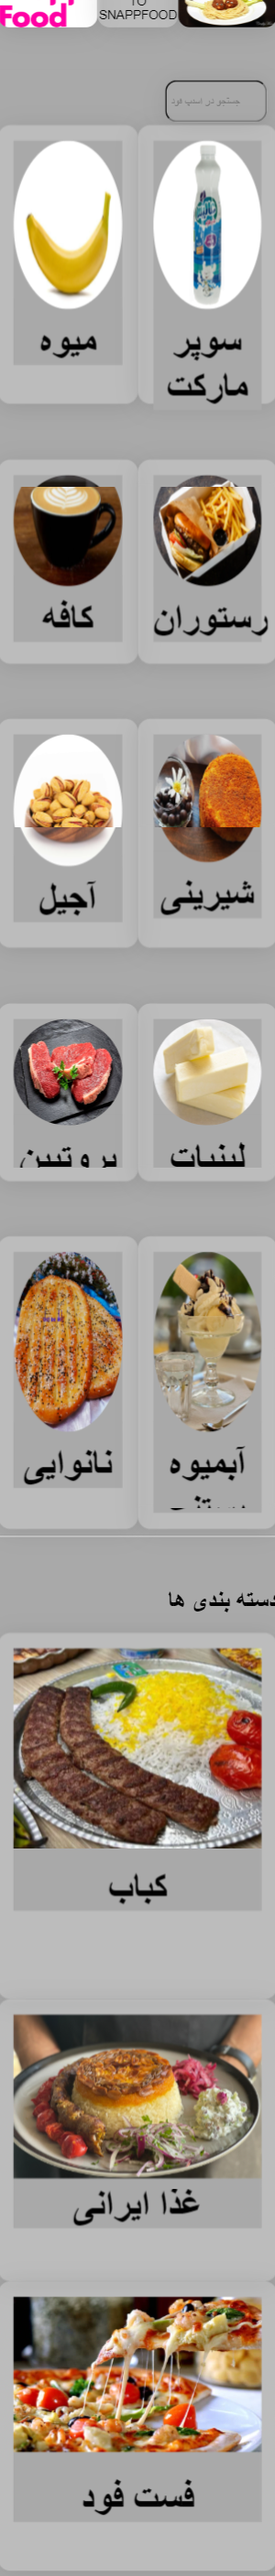 Food
TO
SNAPPFOOD
جستجو در اسنپ فود
سوپر
مارکت
میوه
رستوران
کافه
شیرینی
آجیل
لبنیات
پروتیین
آبمیوه
بستنی
نانوایی
دسته بندی ها
کباب
غذا ایرانی
فست فود